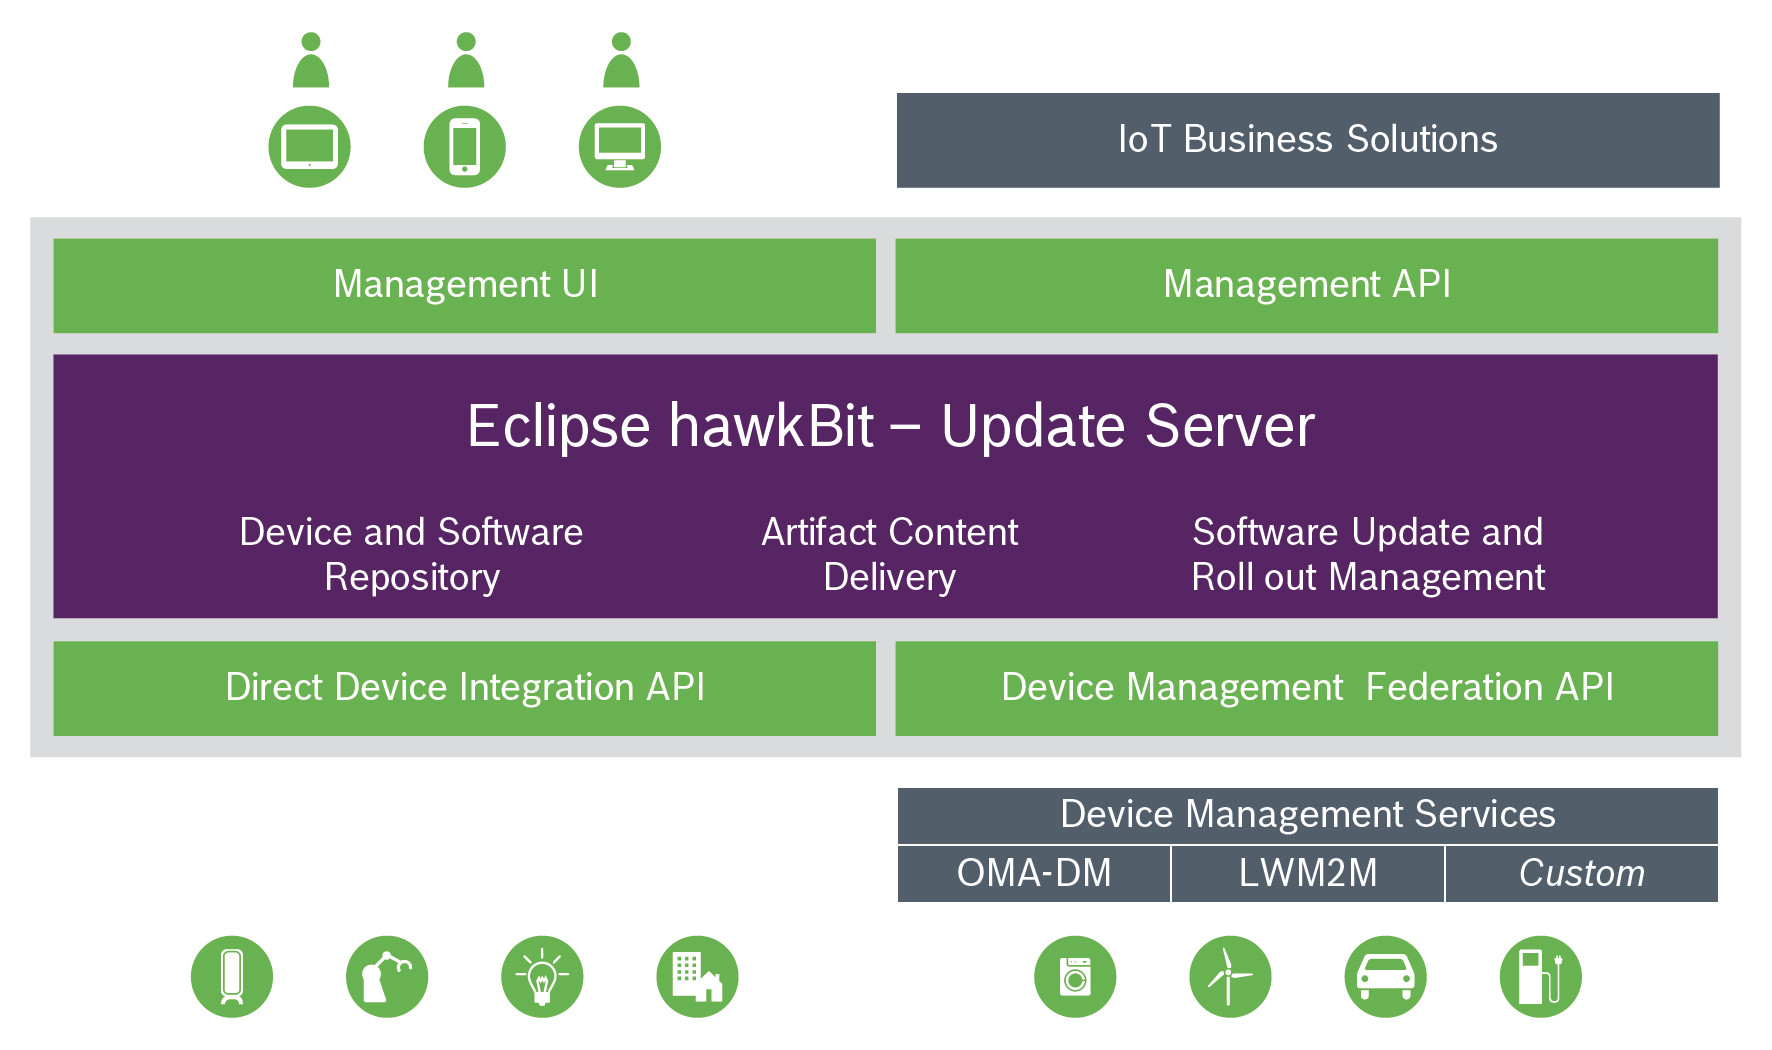 IoT Business Solutions
Management UI
Management API
Eclipse hawkBit – Update Server
Device and Software
Repository
Artifact Content
Delivery
Software Update and
Roll out Management
Direct Device Integration API
Device Management Federation API
Device Management Services
OMA-DM
LWM2M
Custom